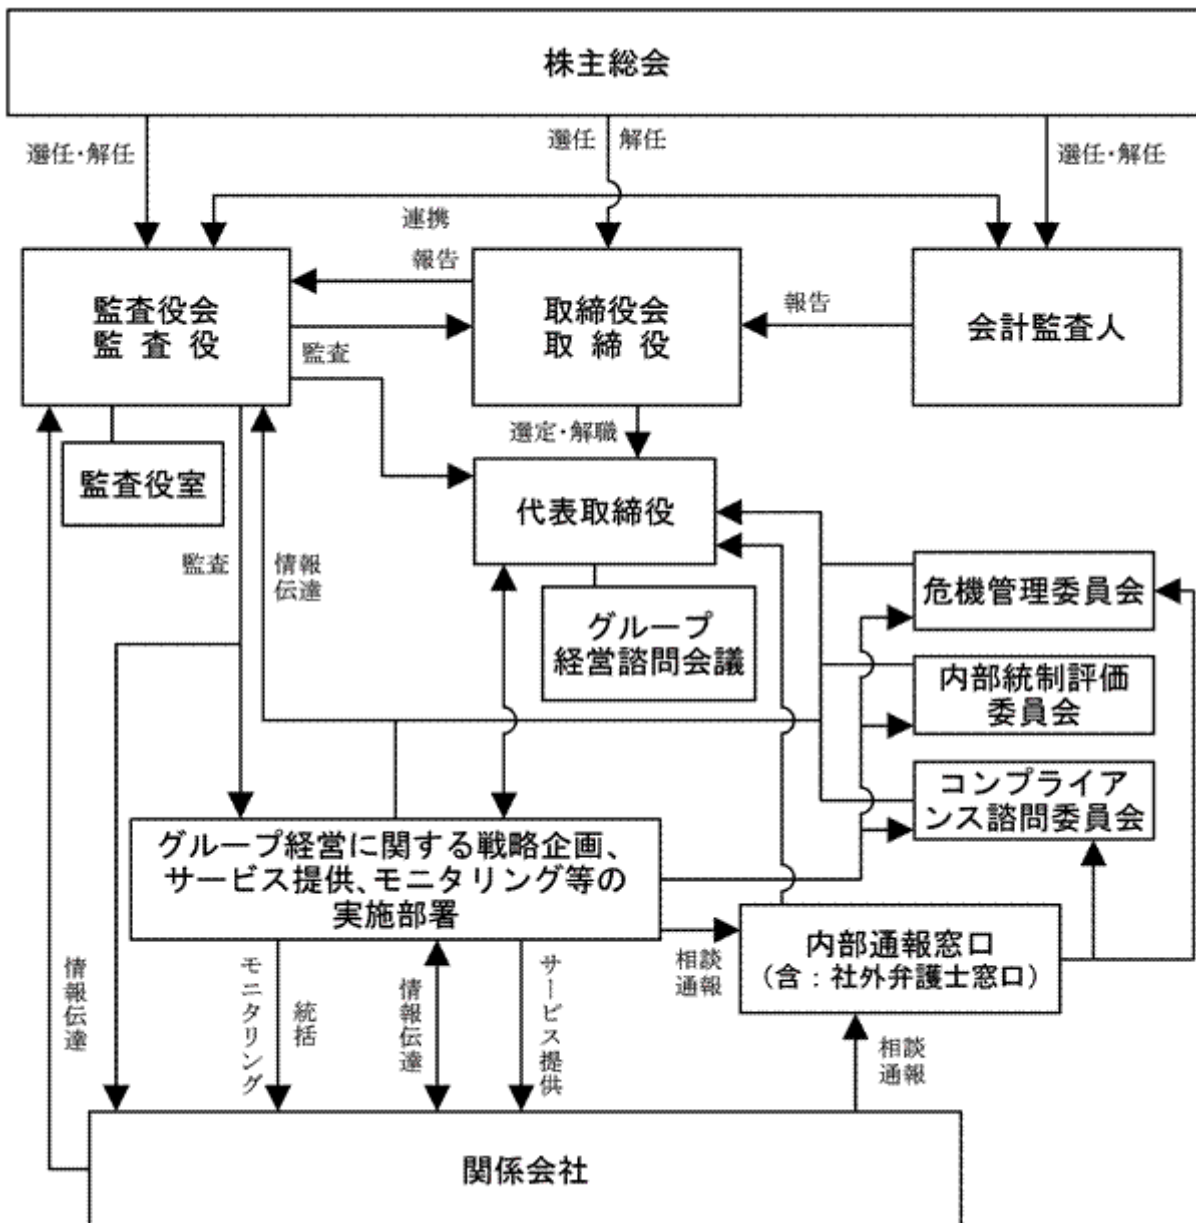 株主総会
選任・解任
選任 解任
選任・解任
連携
報告
監査役会
監査役
取締役会
取締役
報告
会計監査人
監査
選定・解職
監査役室
代表取締役
監査
情報
伝達
グループ
経営諮問会議
危機管理委員会
内部統制評価
委員会
コンプライア
ンス諮問委員会
グループ経営に関する戦略企画、
サービス提供、モニタリング等の
実施部署
相談
通報
内部通報窓口
（含：社外弁護士窓口）
情報伝達
モニタリング
統括
情報伝達
サービス提供
相談
通報
関係会社